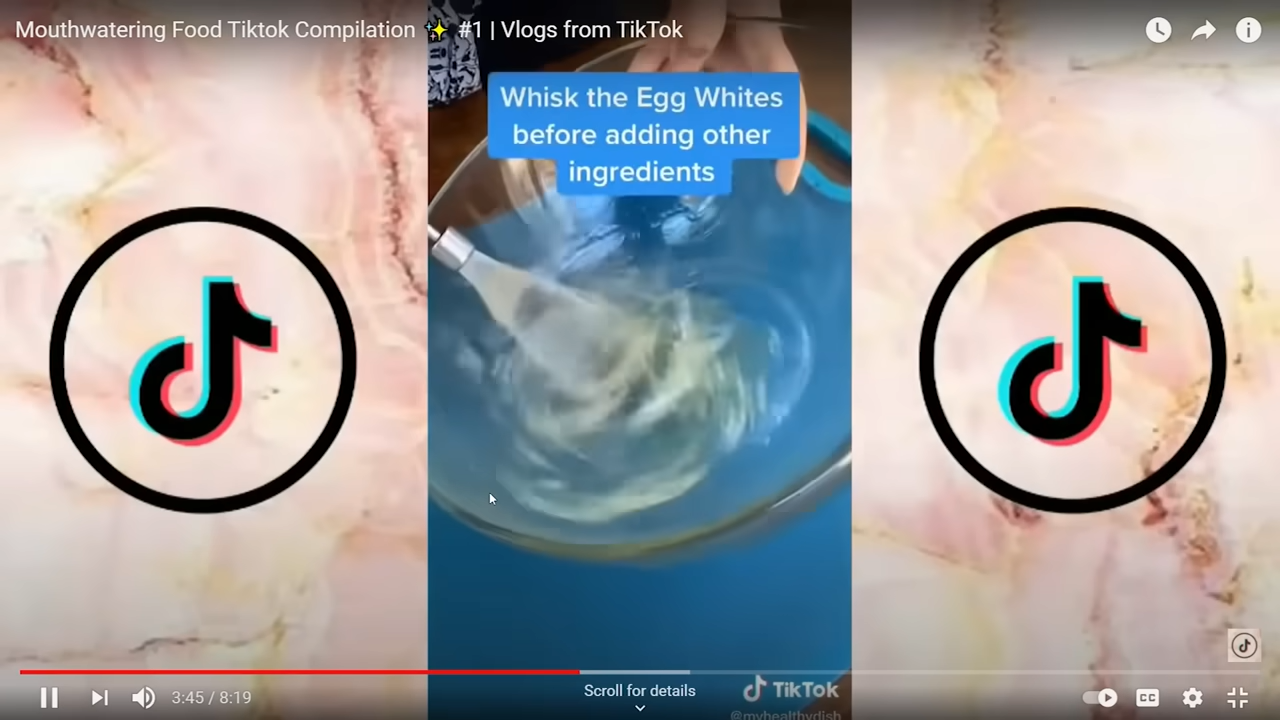 Mouthwatering Food Tiktok Compilation ✨ #1 | Vlogs from TikTok
Whisk the Egg Whites
before adding other
ingredients
3:45 / 8:19
Scroll for details
CC
TikTok
@myhealthydish